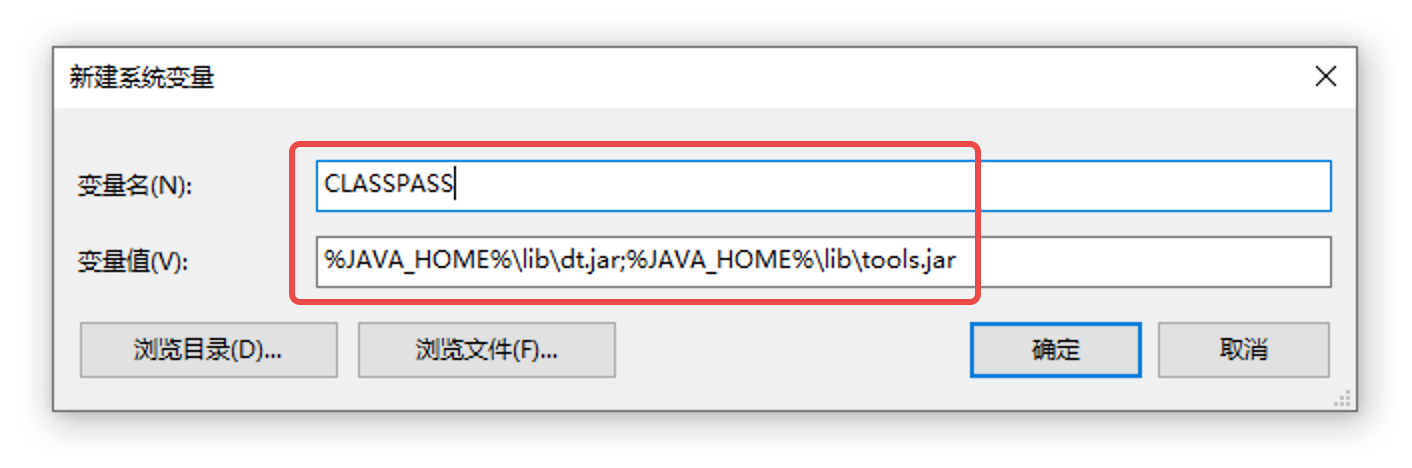 新建系统变量
变量名(N):
CLASSPASS
变量值(V):
%JAVA_HOME%\lib\dt.jar;%JAVA_HOME%\lib\tools.jar
浏览目录(D)... 浏览文件(F)... 确定 取消